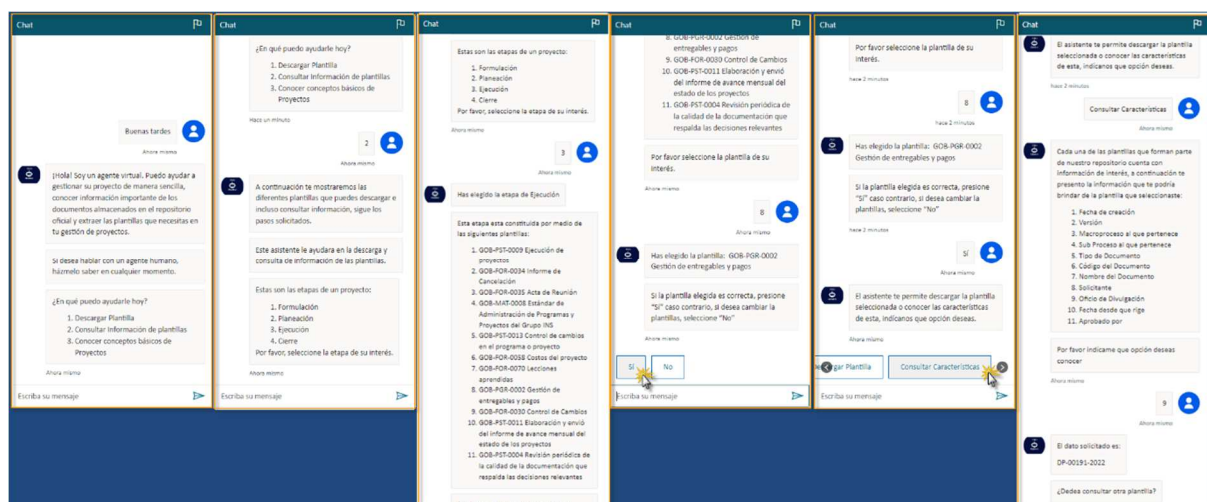 Chat
Buenas tardes
Ahora mismo
¡Hola! Soy un agente virtual. Puedo ayudar a
gestionar su proyecto de manera sencilla,
conocer información importante de los
documentos almacenados en el repositorio
oficial y extraer las plantillas que necesitas en
tu gestión de proyectos.
Si desea hablar con un agente humano,
házmelo saber en cualquier momento.
¿En qué puedo ayudarle hoy?
1. Descargar Plantilla
2. Consultar Información de plantillas
3. Conocer conceptos básicos de
Proyectos
Ahora mismo
Escriba su mensaje
Chat
¿En qué puedo ayudarle hoy?
1. Descargar Plantilla
2. Consultar Información de plantillas
3. Conocer conceptos básicos de
Proyectos
Hace un minuto
2
Ahora mismo
A continuación te mostraremos las
diferentes plantillas que puedes descargar e
incluso consultar información, sigue los
pasos solicitados.
Este asistente le ayudara en la descarga y
consulta de información de las plantillas.
Estas son las etapas de un proyecto:
1. Formulación
2. Planeación
3. Ejecución
4. Cierre
Por favor, seleccione la etapa de su interés.
Ahora mismo
Escriba su mensaje
Chat
Estas son las etapas de un proyecto:
1. Formulación
2. Planeación
3. Ejecución
4. Cierre
Por favor, seleccione la etapa de su interés.
Ahora mismo
3
Ahora mismo
Has elegido la etapa de Ejecución
Esta etapa esta constituida por medio de
las siguientes plantillas:
1. GOB-PST-0009 Ejecución de
proyectos
2. GOB-FOR-0034 Informe de
Cancelación
3. GOB-FOR-0035 Acta de Reunión
4. GOB-MAT-0008 Estándar de
Administración de Programas y
Proyectos del Grupo INS
5. GOB-PST-0013 Control de cambios
en el programa o proyecto
6. GOB-FOR-0058 Costos del proyecto
7. GOB-FOR-0070 Lecciones
aprendidas
8. GOB-PGR-0002 Gestión de
entregables y pagos
9. GOB-FOR-0030 Control de Cambios
10. GOB-PST-0011 Elaboración y envió
del informe de avance mensual del
estado de los proyectos
11. GOB-PST-0004 Revisión periódica de
la calidad de la documentación que
respalda las decisiones relevantes
Chat
8. GOB-PGR-0002 Gestión de
entregables y pagos
9. GOB-FOR-0030 Control de Cambios
10. GOB-PST-0011 Elaboración y envió
del informe de avance mensual del
estado de los proyectos
11. GOB-PST-0004 Revisión periódica de
la calidad de la documentación que
respalda las decisiones relevantes
Por favor seleccione la plantilla de su
interés.
Ahora mismo
8
Ahora mismo
Has elegido la plantilla: GOB-PGR-0002
Gestión de entregables y pagos
Si la plantilla elegida es correcta, presione
"Sí" caso contrario, si desea cambiar la
plantillas, seleccione "No"
Ahora mismo
Sí
No
Escriba su mensaje
Chat
Por favor seleccione la plantilla de su
interés.
hace 2 minutos
8
hace 2 minutos
Has elegido la plantilla: GOB-PGR-0002
Gestión de entregables y pagos
Si la plantilla elegida es correcta, presione
"Sí" caso contrario, si desea cambiar la
plantillas, seleccione "No"
hace 2 minutos
Sí
Ahora mismo
El asistente te permite descargar la plantilla
seleccionada o conocer las características
de esta, indícanos que opción deseas.
Ahora mismo
gar Plantilla
Consultar Características
Escriba su mensaje
Chat
El asistente te permite descargar la plantilla
seleccionada o conocer las características
de esta, indícanos que opción deseas.
hace 2 minutos
Consultar Características
Ahora mismo
Cada una de las plantillas que forman parte
de nuestro repositorio cuenta con
información de interés, a continuación te
presento la información que te podría
brindar de la plantilla que seleccionaste:
1. Fecha de creación
2. Versión
3. Macroproceso al que pertenece
4. Sub Proceso al que pertenece
5. Tipo de Documento
6. Código del Documento
7. Nombre del Documento
8. Solicitante
9. Oficio de Divulgación
10. Fecha desde que rige
11. Aprobado por
Por favor indícame que opción deseas
conocer
Ahora mismo
9
Ahora mismo
El dato solicitado es:
DP-00191-2022
¿Dedea consultar otra plantilla?